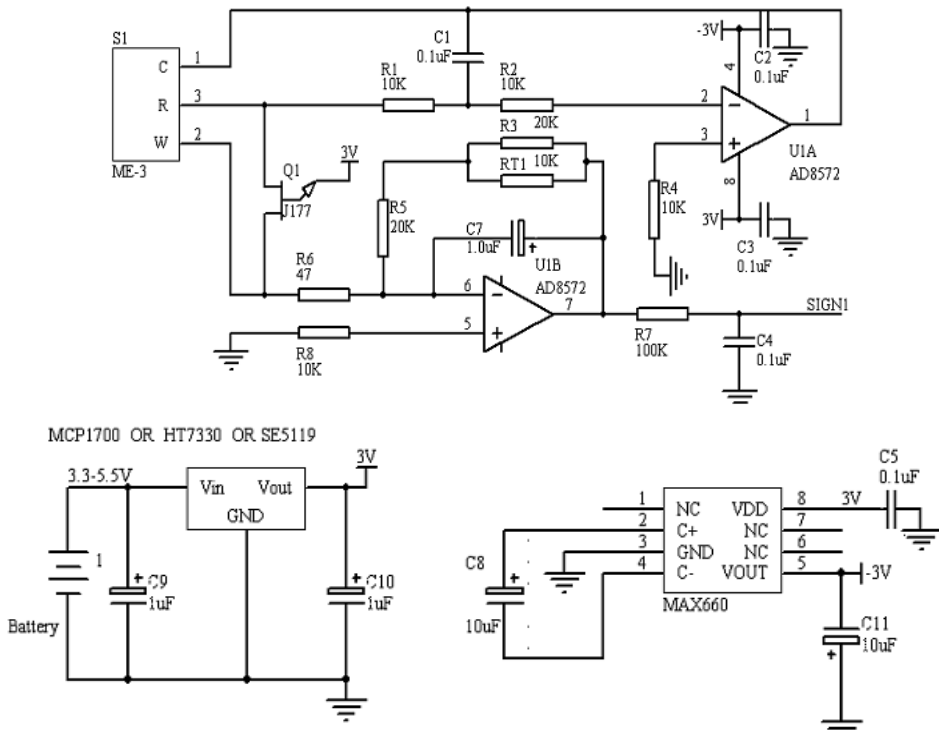 S1
C
R
W
ME-3
1
3
2
C1
0.1uF
R1
10K
R2
10K
20K
R3
10K
RT1
Q1
J177
3V
R5
20K
C7
1.0uF
+
R6
47
R8
10K
6
5
7
U1B
AD8572
-3V
4
C2
0.1uF
2
3
1
8
U1A
AD8572
R4
10K
3V
C3
0.1uF
R7
100K
SIGN1
C4
0.1uF
MCP1700 OR HT7330 OR SE5119
3.3-5.5V
Vin Vout
GND
3V
1
Battery
+
C9
1uF
+
C10
1uF
C8
+
10uF
1
2
3
4
NC VDD
C+ NC
GND NC
C- VOUT
8
7
6
5
MAX660
3V
C5
0.1uF
-3V
C11
10uF
+